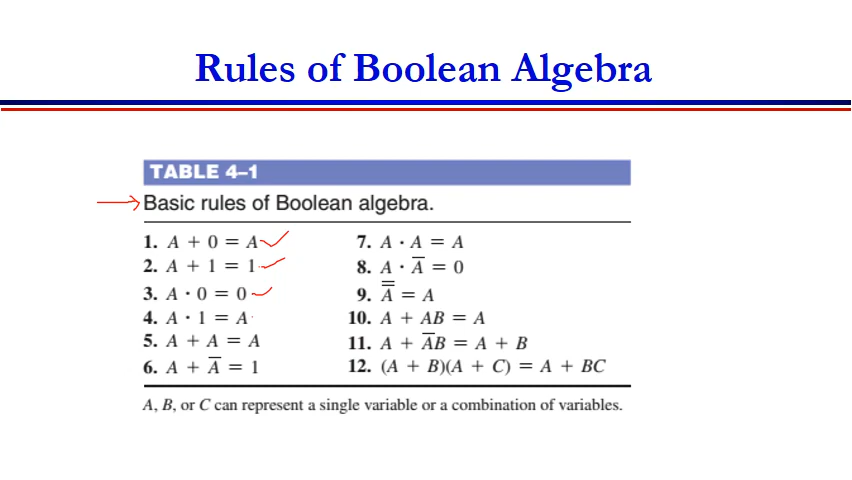 Rules of Boolean Algebra
TABLE 4–1
Basic rules of Boolean algebra.
1. A + 0 = A
2. A + 1 = 1
3. A · 0 = 0
4. A · 1 = A
5. A + A = A
6. A + A̅ = 1
7. A · A = A
8. A · A̅ = 0
9. A̿ = A
10. A + AB = A
11. A + A̅B = A + B
12. (A + B)(A + C) = A + BC
A, B, or C can represent a single variable or a combination of variables.